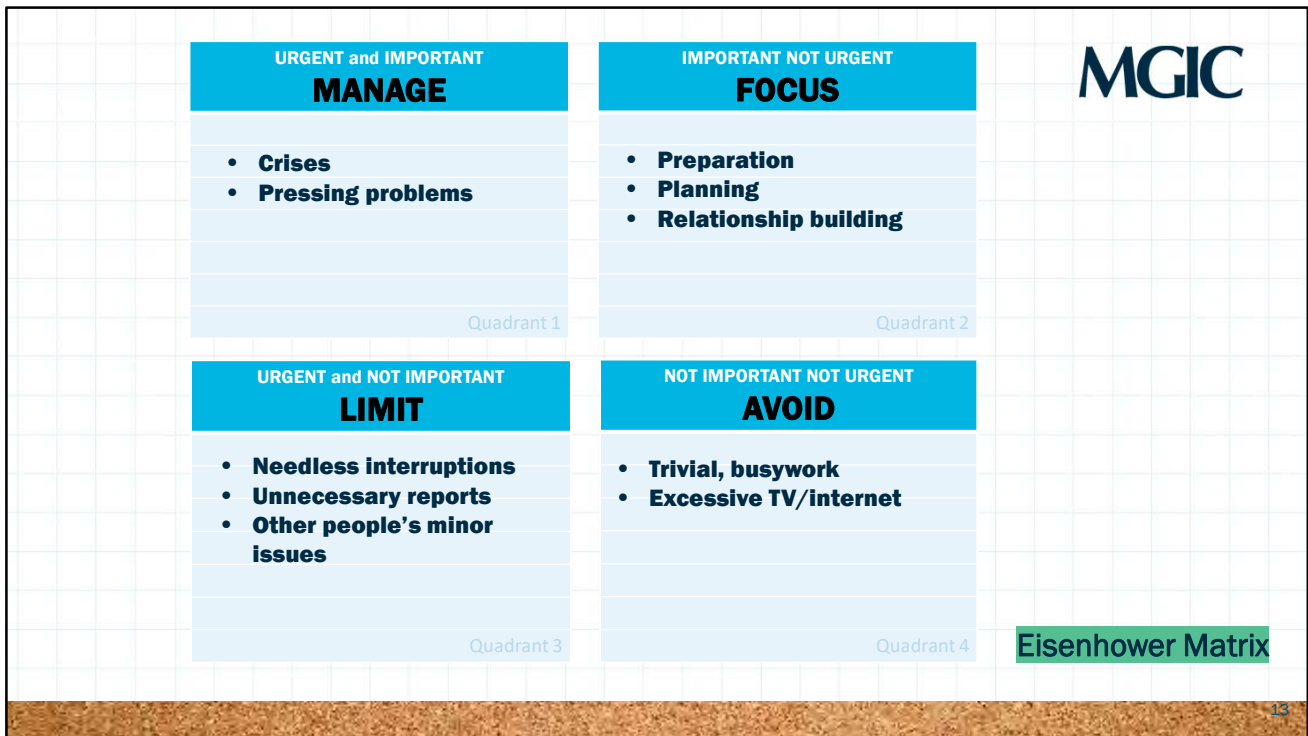 URGENT and IMPORTANT
MANAGE
• Crises
• Pressing problems
Quadrant 1
IMPORTANT NOT URGENT
FOCUS
• Preparation
• Planning
• Relationship building
Quadrant 2
MGIC
URGENT and NOT IMPORTANT
LIMIT
• Needless interruptions
• Unnecessary reports
• Other people’s minor
issues
Quadrant 3
NOT IMPORTANT NOT URGENT
AVOID
• Trivial, busywork
• Excessive TV/internet
Quadrant 4
Eisenhower Matrix
13